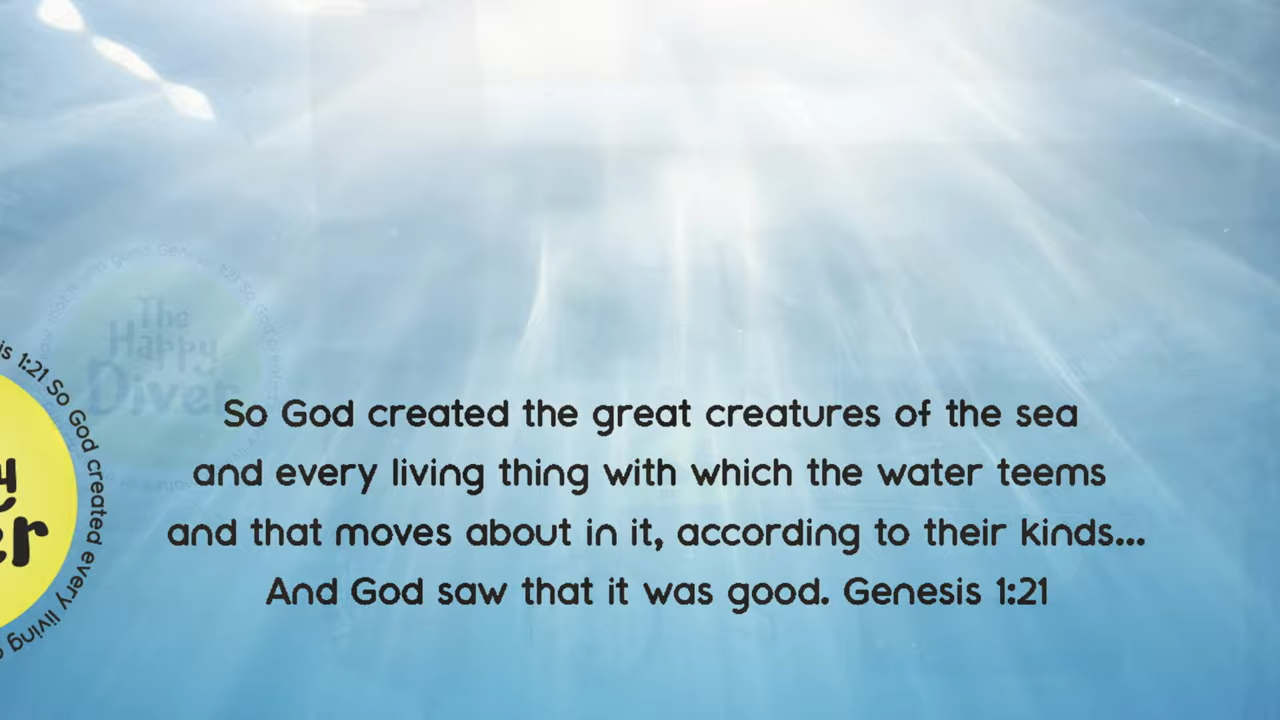 The
Happy
Diver
is 1:21 So God created every living
So God created the great creatures of the sea
and every living thing with which the water teems
and that moves about in it, according to their kinds...
And God saw that it was good. Genesis 1:21